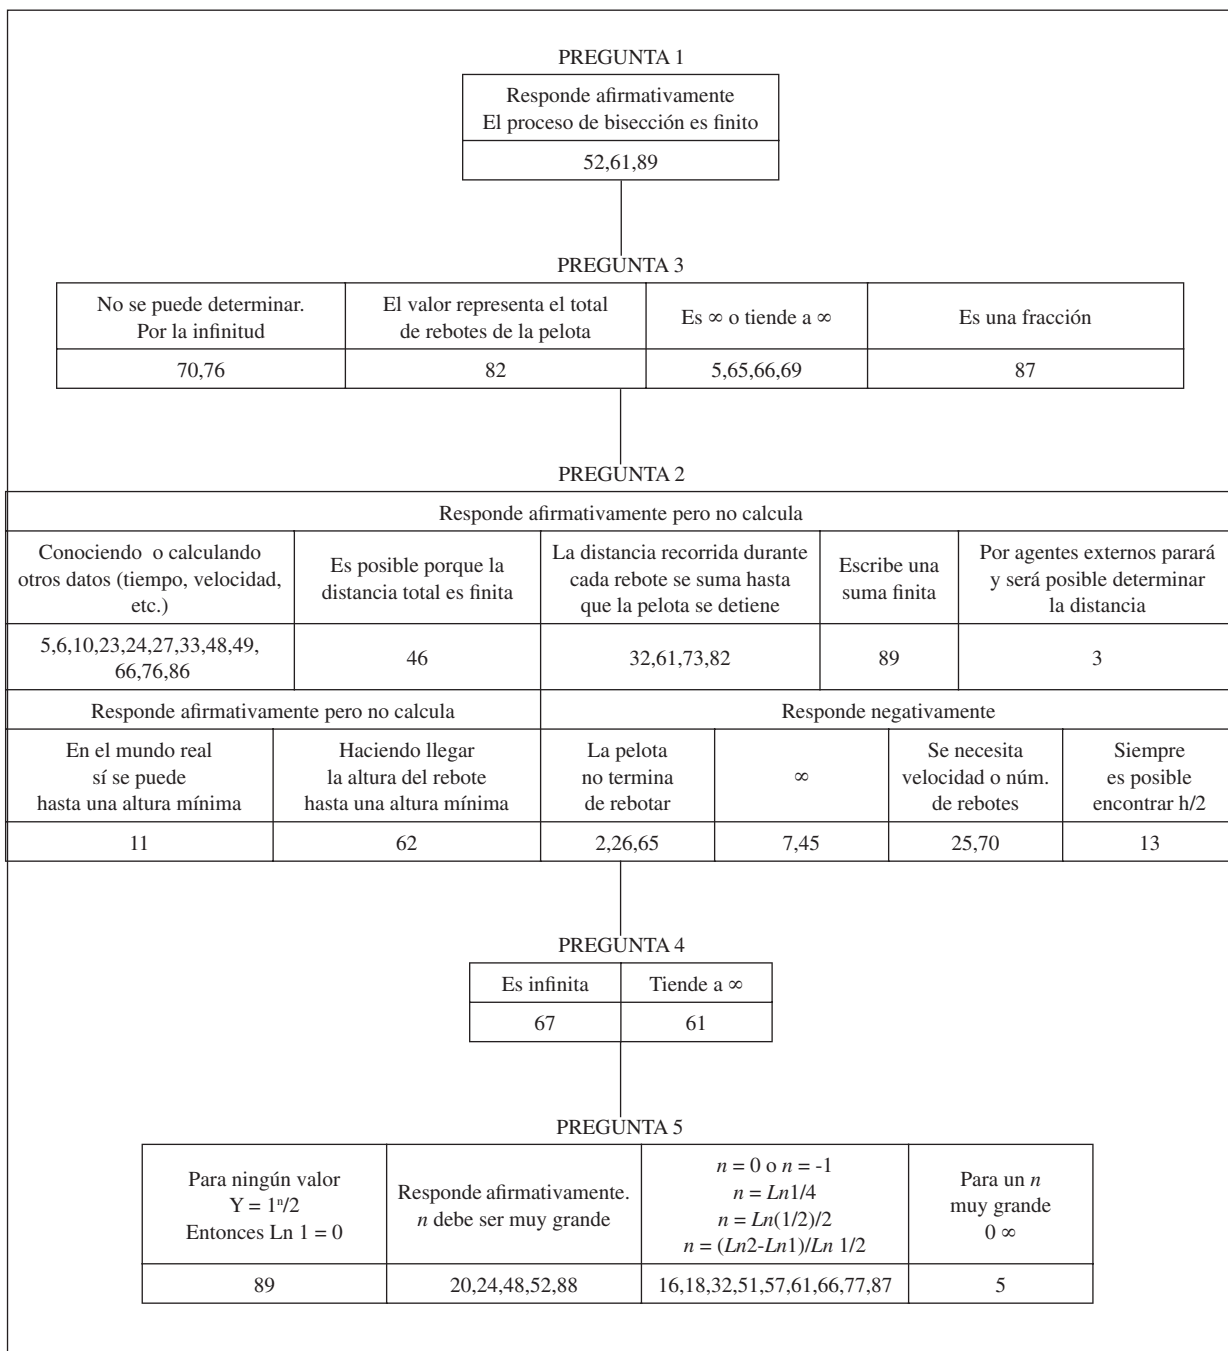 PREGUNTA 1
Responde afirmativamente
El proceso de bisección es finito
52,61,89
PREGUNTA 3
No se puede determinar.
Por la infinitud
El valor representa el total
de rebotes de la pelota
Es ∞ o tiende a ∞
Es una fracción
70,76
82
5,65,66,69
87
PREGUNTA 2
Responde afirmativamente pero no calcula
Conociendo o calculando
otros datos (tiempo, velocidad,
etc.)
Es posible porque la
distancia total es finita
La distancia recorrida durante
cada rebote se suma hasta
que la pelota se detiene
Escribe una
suma finita
Por agentes externos parará
y será posible determinar
la distancia
5,6,10,23,24,27,33,48,49,
66,76,86
46
32,61,73,82
89
3
Responde afirmativamente pero no calcula
Responde negativamente
En el mundo real
sí se puede
hasta una altura mínima
Haciendo llegar
la altura del rebote
hasta una altura mínima
La pelota
no termina
de rebotar
∞
Se necesita
velocidad o núm.
de rebotes
Siempre
es posible
encontrar h/2
11
62
2,26,65
7,45
25,70
13
PREGUNTA 4
Es infinita
Tiende a ∞
67
61
PREGUNTA 5
Para ningún valor
Y = 1ⁿ/2
Entonces Ln 1 = 0
Responde afirmativamente.
n debe ser muy grande
n = 0 o n = -1
n = Ln1/4
n = Ln(1/2)/2
n = (Ln2-Ln1)/Ln 1/2
Para un n
muy grande
0 ∞
89
20,24,48,52,88
16,18,32,51,57,61,66,77,87
5